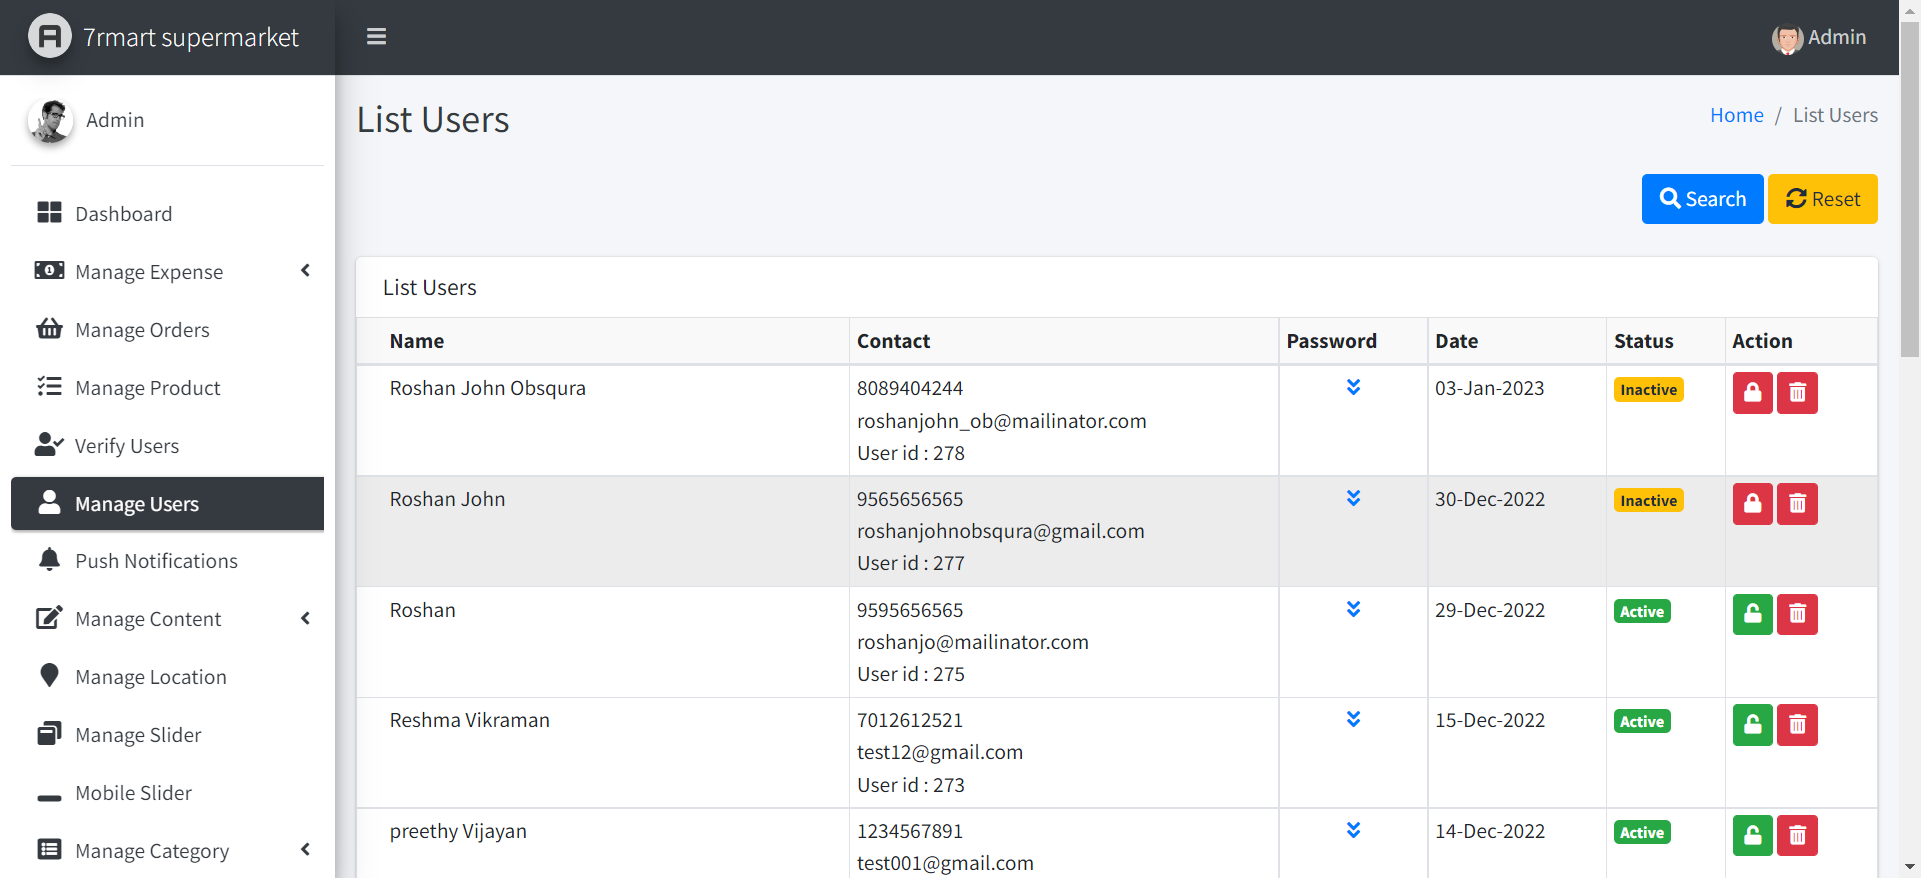 7rmart supermarket
Admin
Admin
Dashboard
Manage Expense
Manage Orders
Manage Product
Verify Users
Manage Users
Push Notifications
Manage Content
Manage Location
Manage Slider
Mobile Slider
Manage Category
List Users
Home / List Users
Search Reset
List Users
Name Contact Password Date Status Action
Roshan John Obsqura 8089404244 03-Jan-2023 Inactive
roshanjohn_ob@mailinator.com
User id : 278
Roshan John 9565656565 30-Dec-2022 Inactive
roshanjohnobsqura@gmail.com
User id : 277
Roshan 9595656565 29-Dec-2022 Active
roshanjo@mailinator.com
User id : 275
Reshma Vikraman 7012612521 15-Dec-2022 Active
test12@gmail.com
User id : 273
preethy Vijayan 1234567891 14-Dec-2022 Active
test001@gmail.com